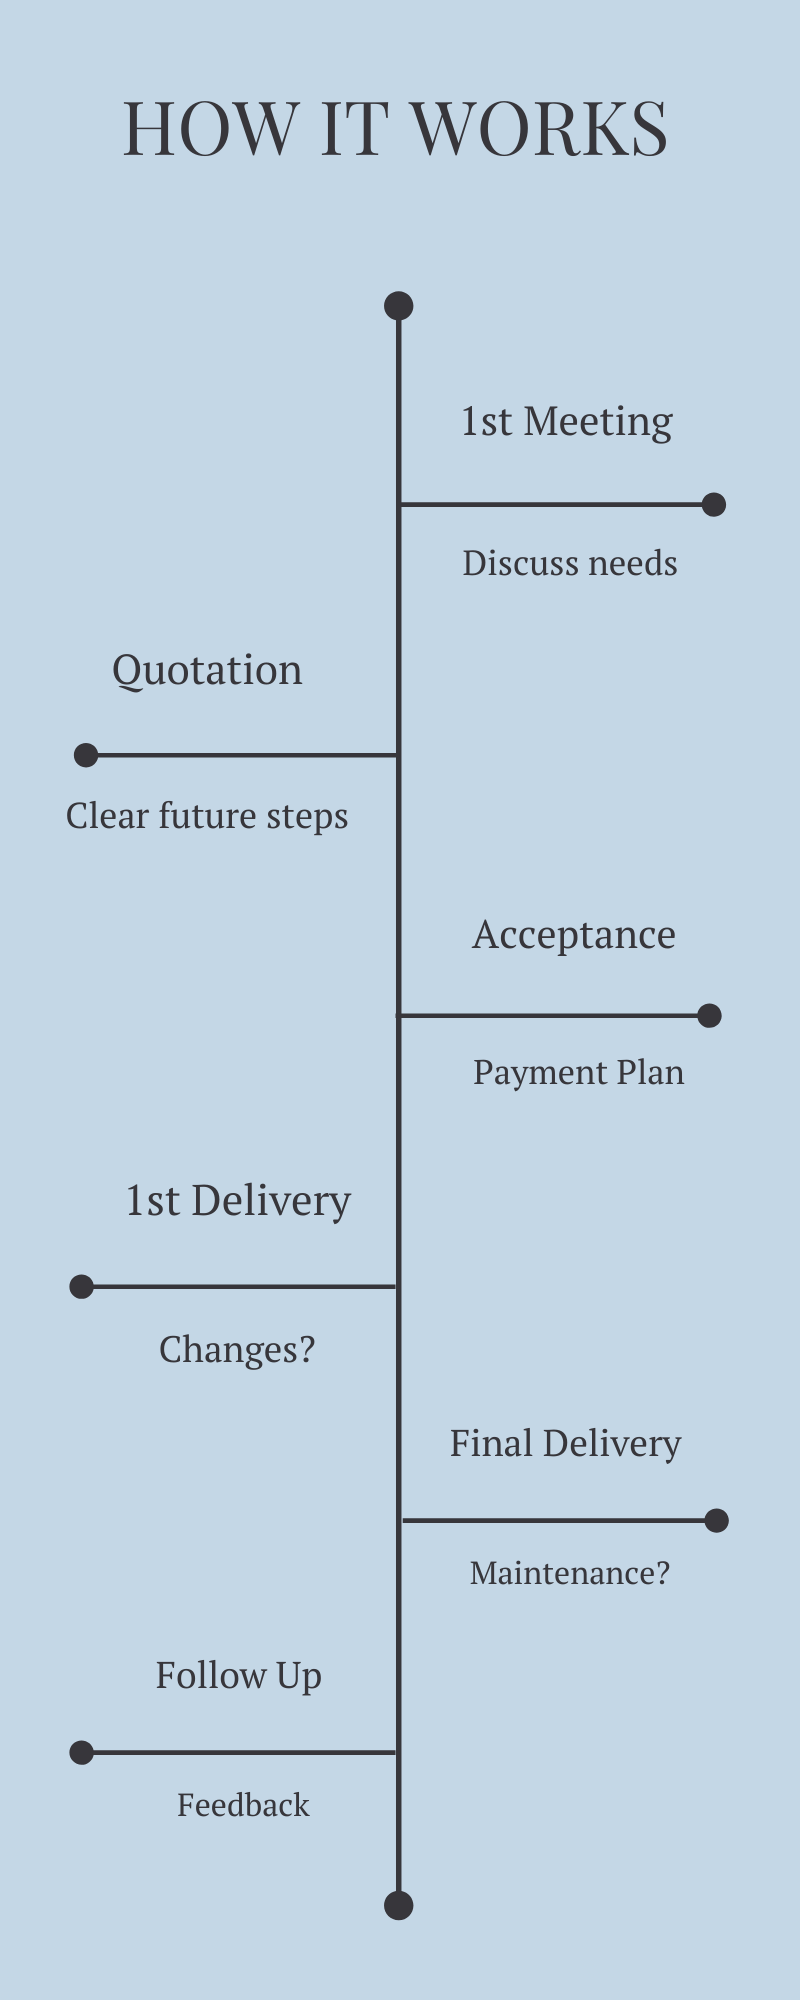 HOW IT WORKS
1st Meeting
Discuss needs
Quotation
Clear future steps
Acceptance
Payment Plan
1st Delivery
Changes?
Final Delivery
Maintenance?
Follow Up
Feedback